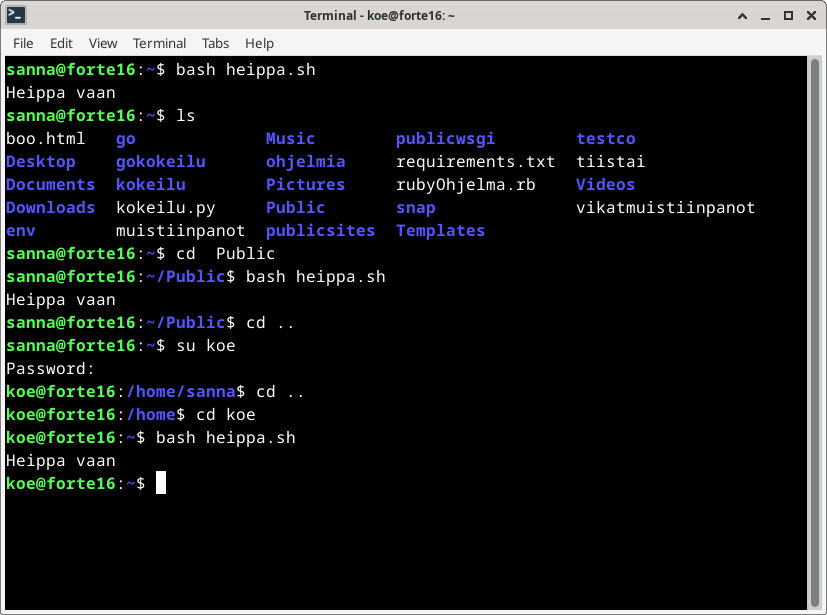 Terminal - koe@forte16: ~
File Edit View Terminal Tabs Help
sanna@forte16:~$ bash heippa.sh
Heippa vaan
sanna@forte16:~$ ls
boo.html go Music publicwsgi testco
Desktop gokokeilu ohjelmia requirements.txt tiistai
Documents kokeilu Pictures rubyOhjelma.rb Videos
Downloads kokeilu.py Public snap vikatmuistiinpanot
env muistiinpanot publicsites Templates
sanna@forte16:~$ cd  Public
sanna@forte16:~/Public$ bash heippa.sh
Heippa vaan
sanna@forte16:~/Public$ cd ..
sanna@forte16:~$ su koe
Password:
koe@forte16:/home/sanna$ cd ..
koe@forte16:/home$ cd koe
koe@forte16:~$ bash heippa.sh
Heippa vaan
koe@forte16:~$